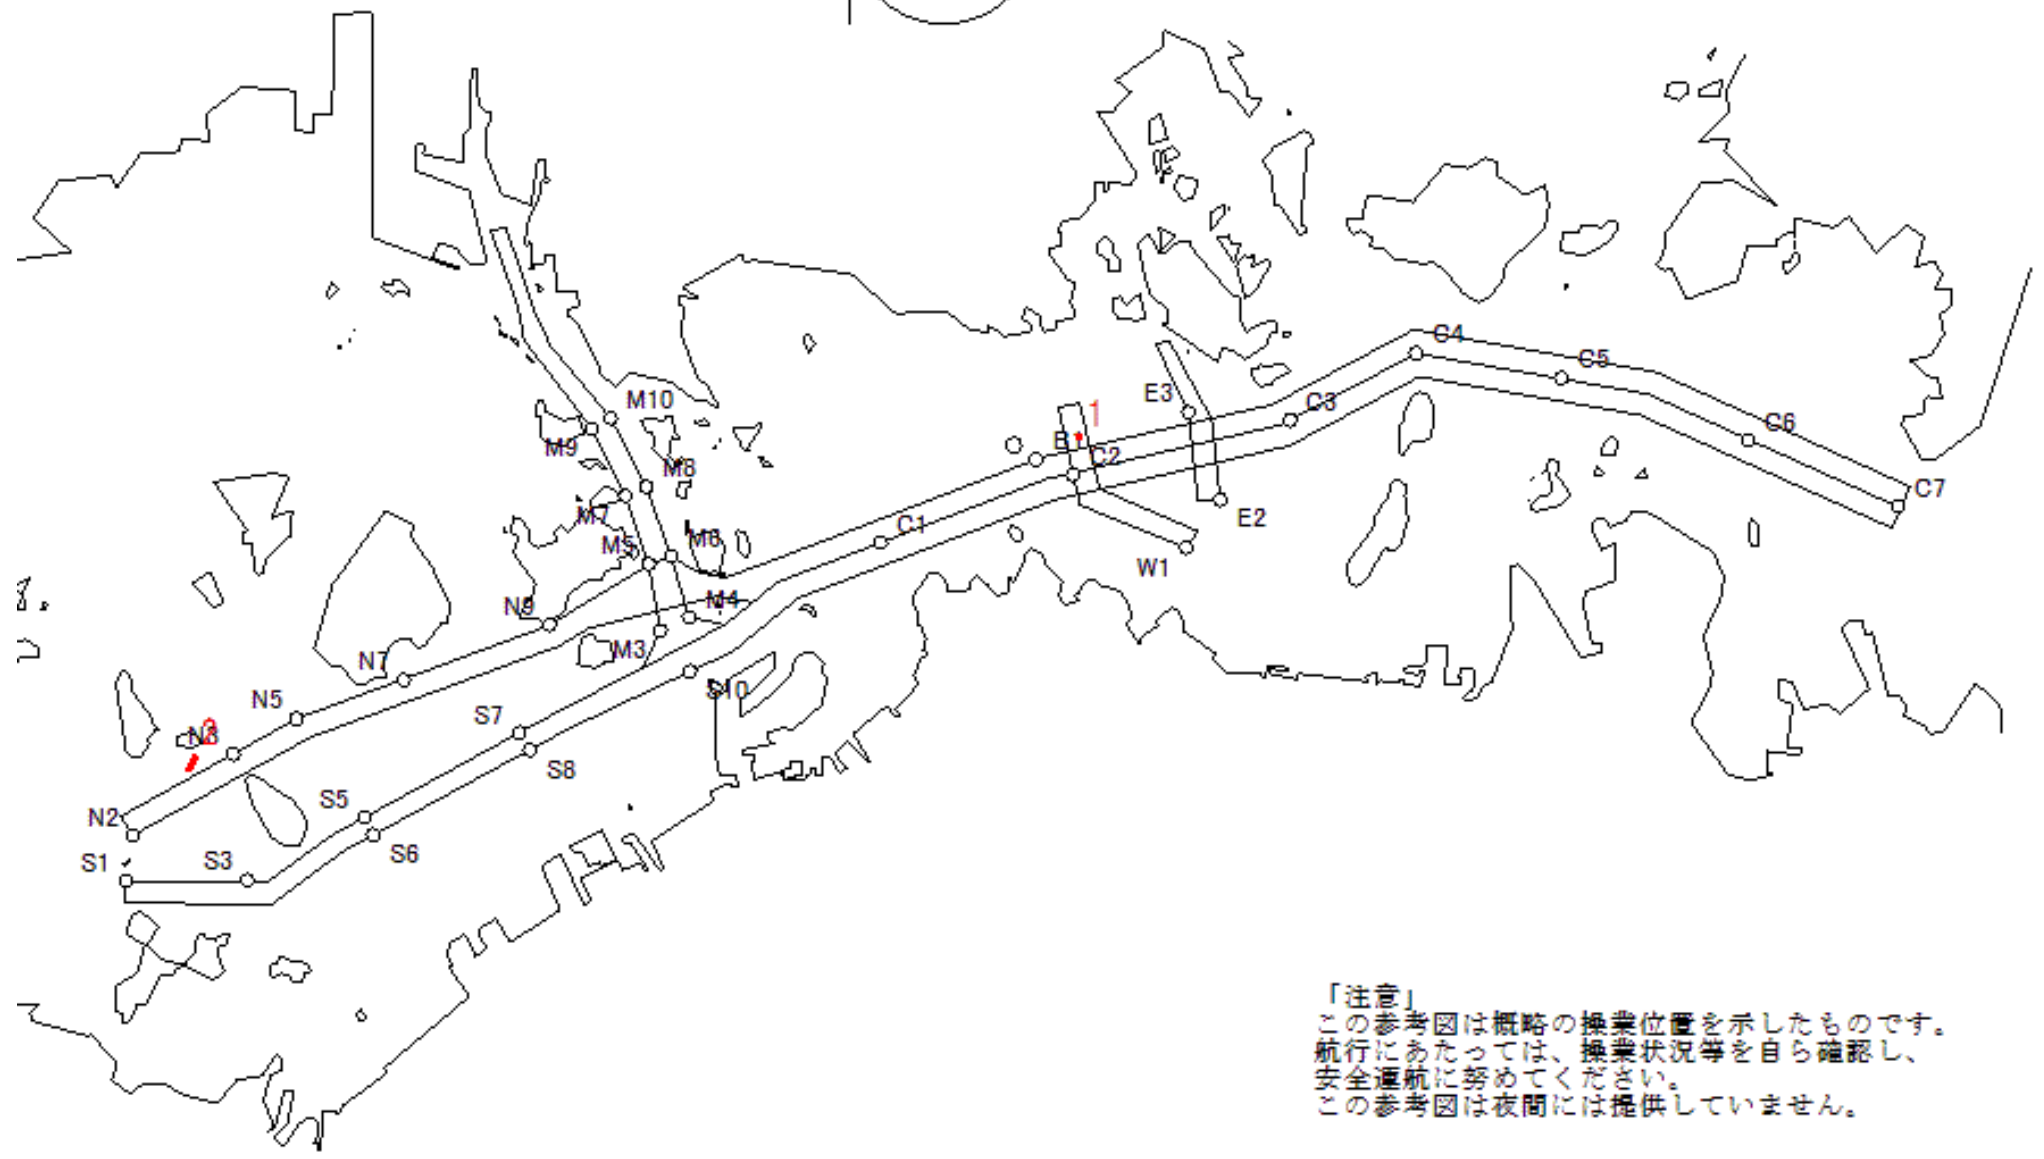 C4
C5
M10
E3
1
C3
C6
M9
B1
C2
M8
C7
M7
E2
C1
M5
M6
W1
N9
M4
M3
N7
S10
N5
S7
N3
2
S8
S5
N2
S6
S1
S3
「注意」
この参考図は概略の操業位置を示したものです。
航行にあたっては、操業状況等を自ら確認し、
安全運航に努めてください。
この参考図は夜間には提供していません。